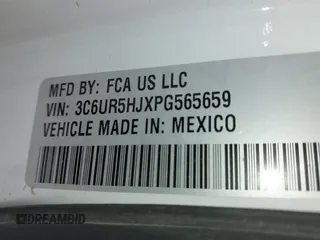 MFD BY: FCA US LLC
VIN: 3C6UR5HJXPG565659
VEHICLE MADE IN: MEXICO
DREAMBID